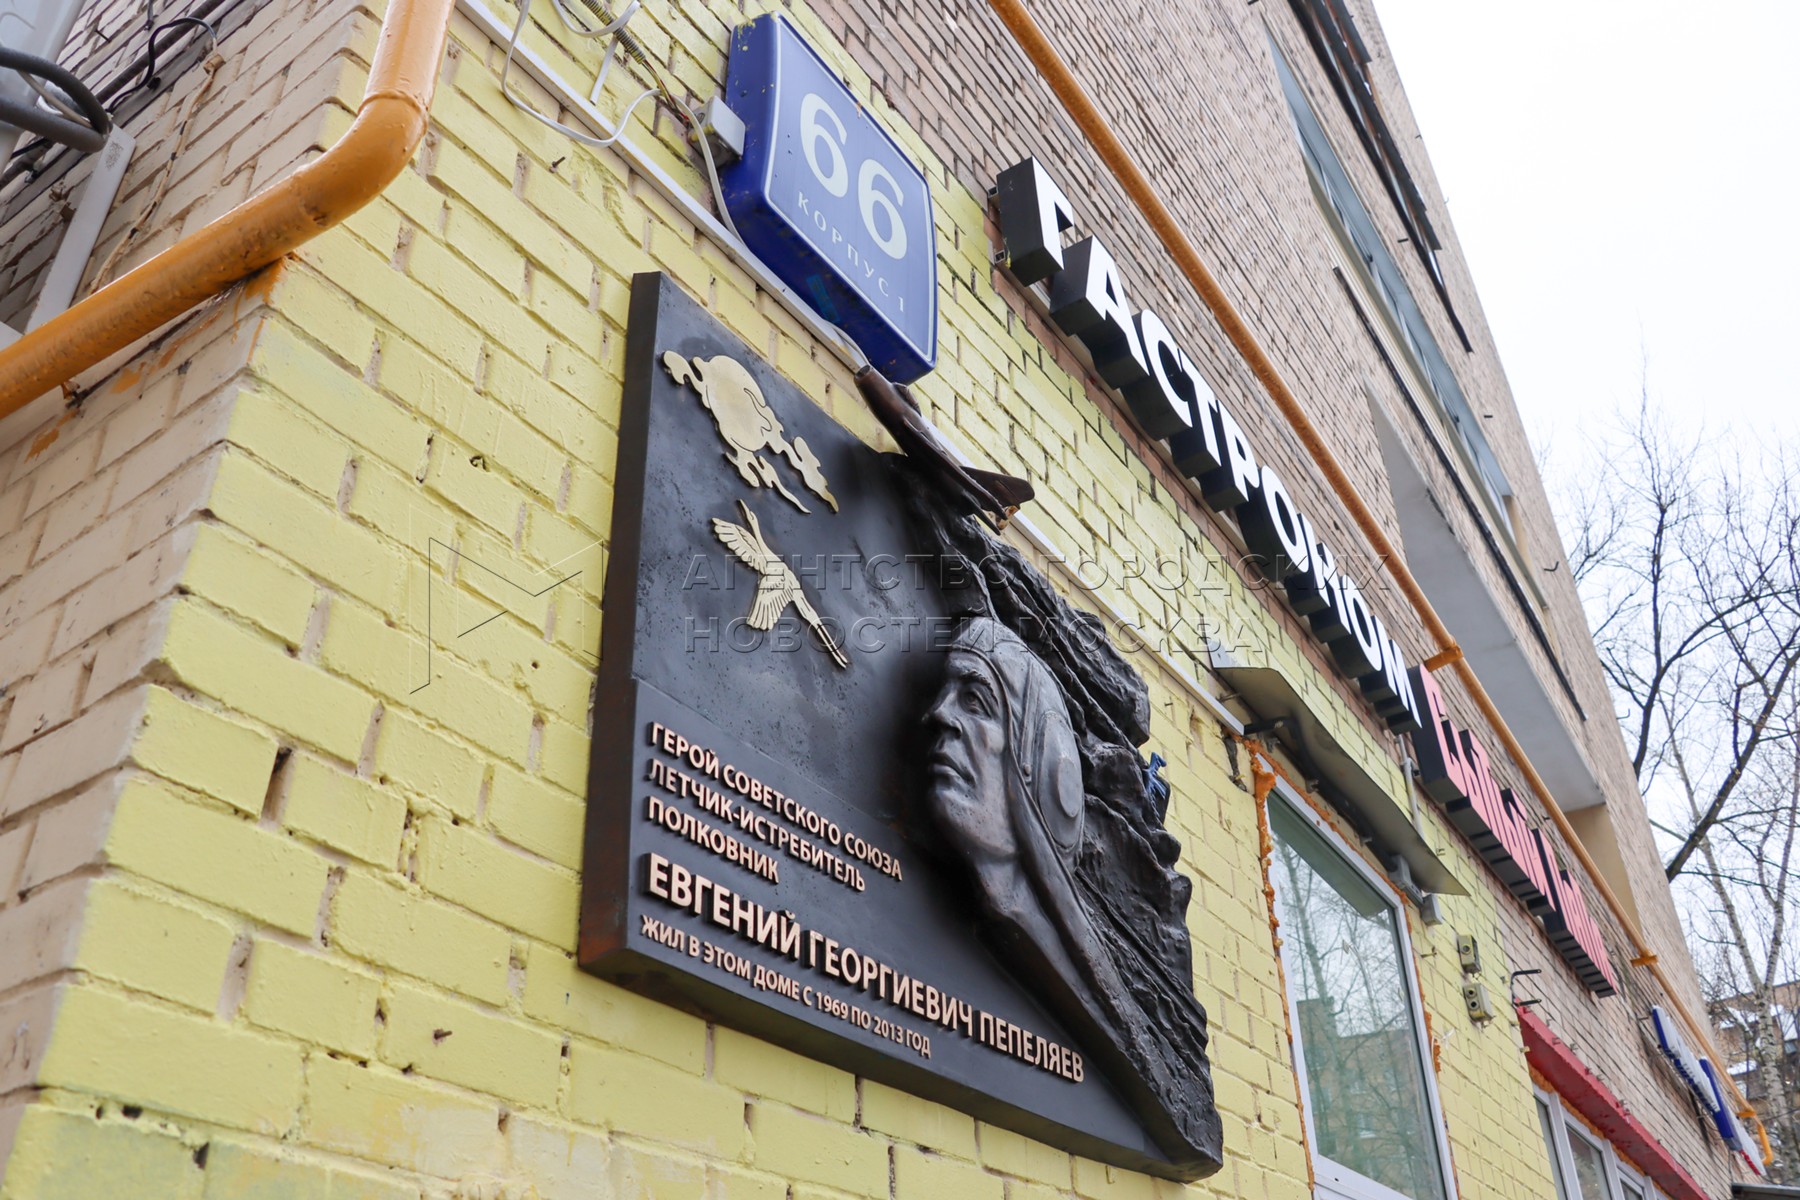 66
КОРПУС 1
ГАСТРОНОМ
АГЕНТСТВО ГОРОДСКИХ
НОВОСТЕЙ МОСКВА
ГЕРОЙ СОВЕТСКОГО СОЮЗА
ЛЕТЧИК-ИСТРЕБИТЕЛЬ
ПОЛКОВНИК
ЕВГЕНИЙ ГЕОРГИЕВИЧ ПЕПЕЛЯЕВ
ЖИЛ В ЭТОМ ДОМЕ С 1969 ПО 2013 ГОД